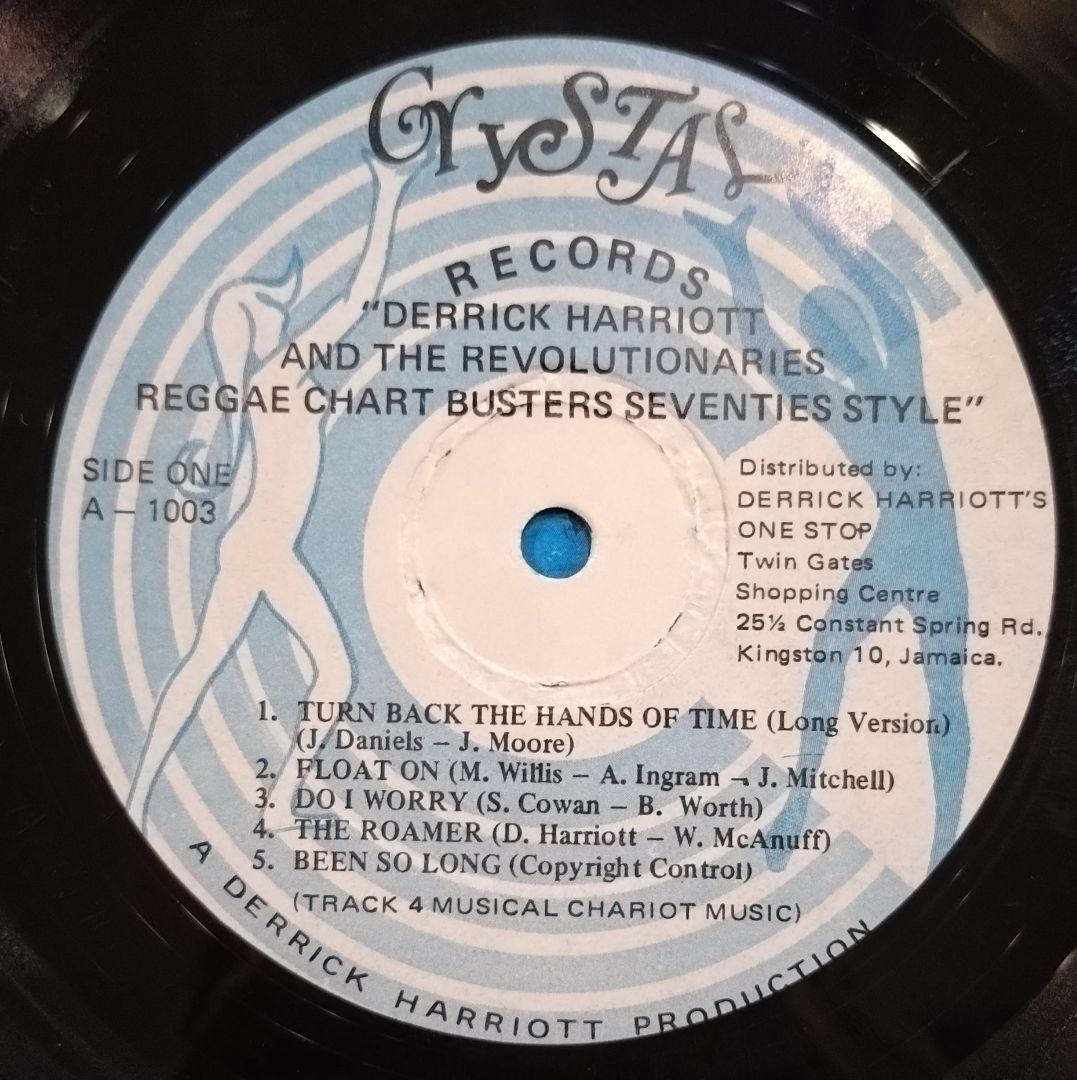 CRYSTAL
RECORDS
"DERRICK HARRIOTT
AND THE REVOLUTIONARIES
REGGAE CHART BUSTERS SEVENTIES STYLE"
SIDE ONE
A – 1003
Distributed by:
DERRICK HARRIOTT'S
ONE STOP
Twin Gates
Shopping Centre
25½ Constant Spring Rd.
Kingston 10, Jamaica.
1. TURN BACK THE HANDS OF TIME (Long Version)
(J. Daniels – J. Moore)
2. FLOAT ON (M. Willis – A. Ingram – J. Mitchell)
3. DO I WORRY (S. Cowan – B. Worth)
4. THE ROAMER (D. Harriott – W. McAnuff)
5. BEEN SO LONG (Copyright Control)
(TRACK 4 MUSICAL CHARIOT MUSIC)
A DERRICK HARRIOTT PRODUCTION